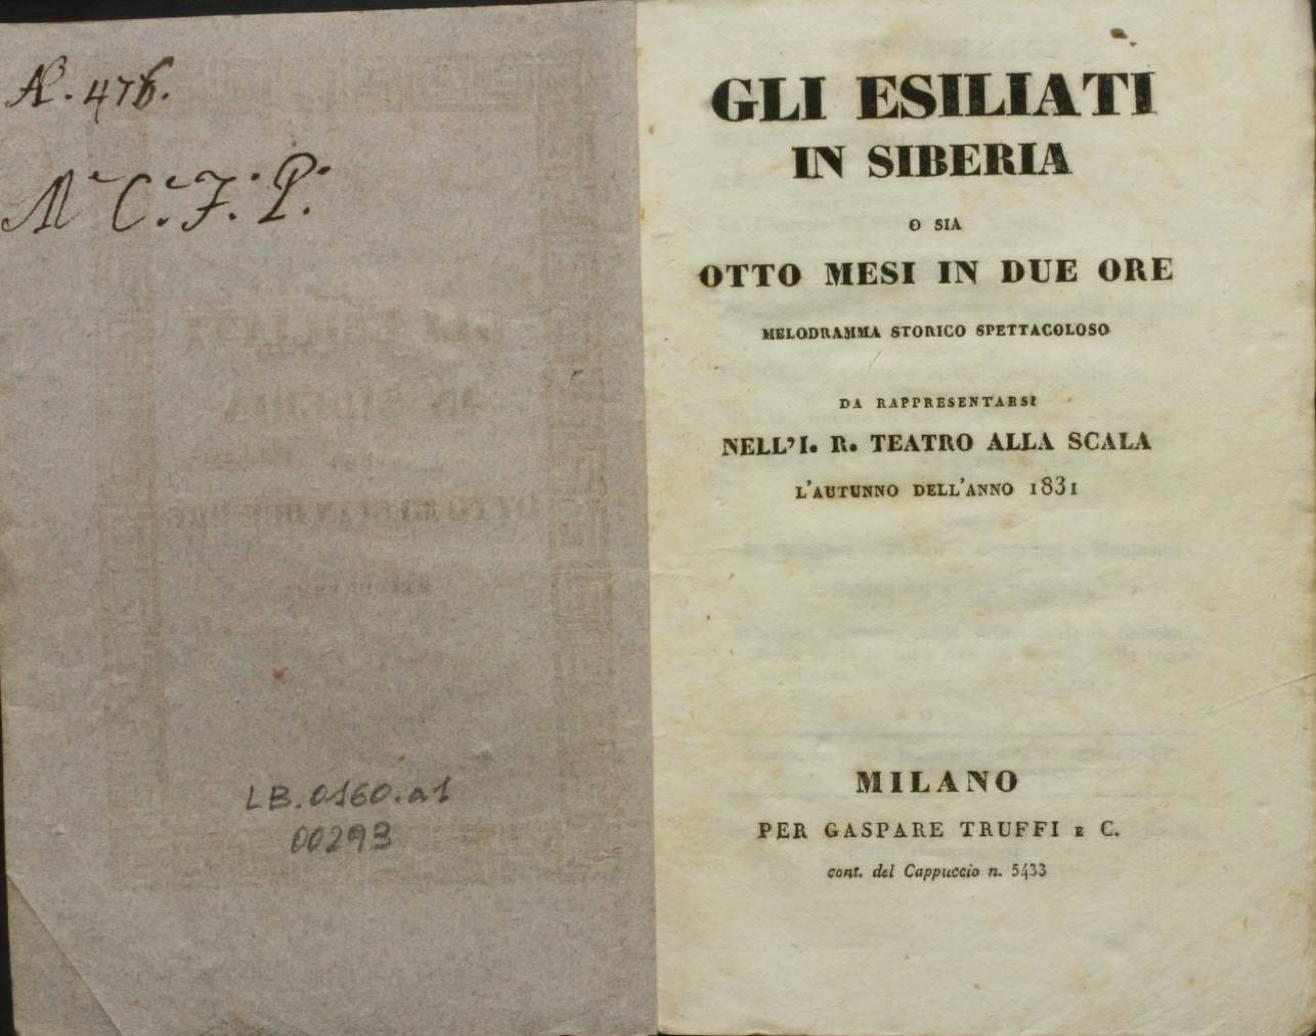 N. 476.
M.e C.e F. P.
LB.0160.a1
00293
GLI ESILIATI
IN SIBERIA
O SIA
OTTO MESI IN DUE ORE
MELODRAMMA STORICO SPETTACOLOSO
DA RAPPRESENTARSI
NELL'I. R. TEATRO ALLA SCALA
L'AUTUNNO DELL'ANNO 1831
MILANO
PER GASPARE TRUFFI E C.
cont. del Cappuccio n. 5433